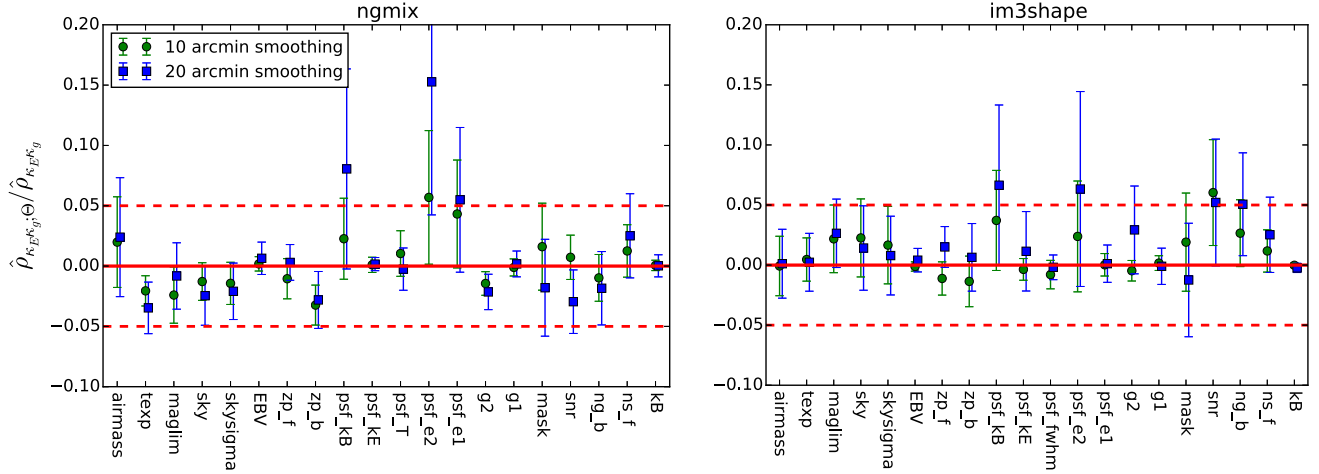 ngmix
im3shape
10 arcmin smoothing
20 arcmin smoothing
ρ̂_{κ_E κ_g;Θ}/ρ̂_{κ_E κ_g}
0.20
0.15
0.10
0.05
0.00
−0.05
−0.10
airmass
texp
maglim
sky
skysigma
EBV
zp_f
zp_b
psf_kB
psf_kE
psf_T
psf_e2
psf_e1
g2
g1
mask
snr
ng_b
ns_f
kB
0.20
0.15
0.10
0.05
0.00
−0.05
−0.10
airmass
texp
maglim
sky
skysigma
EBV
zp_f
zp_b
psf_kB
psf_kE
psf_fwhm
psf_e2
psf_e1
g2
g1
mask
snr
ng_b
ns_f
kB